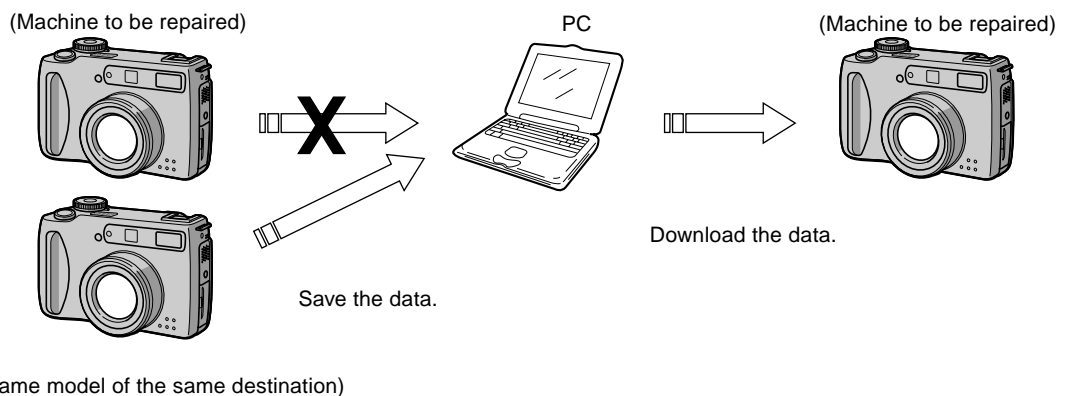 (Machine to be repaired)
PC
(Machine to be repaired)
X
Download the data.
Save the data.
ame model of the same destination)